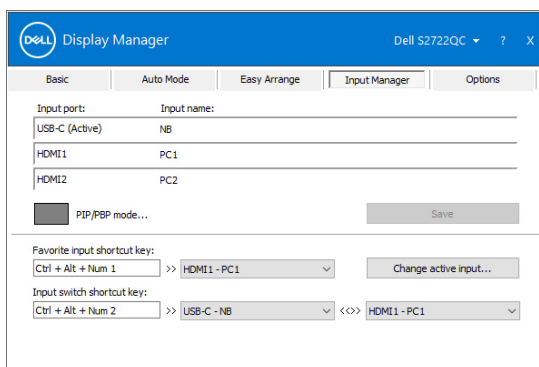 DELL Display Manager Dell S2722QC ? X
Basic Auto Mode Easy Arrange Input Manager Options
Input port: Input name:
USB-C (Active) NB
HDMI1 PC1
HDMI2 PC2
PIP/PBP mode... Save
Favorite input shortcut key:
Ctrl + Alt + Num 1 >> HDMI1 - PC1 Change active input...
Input switch shortcut key:
Ctrl + Alt + Num 2 >> USB-C - NB <<>> HDMI1 - PC1